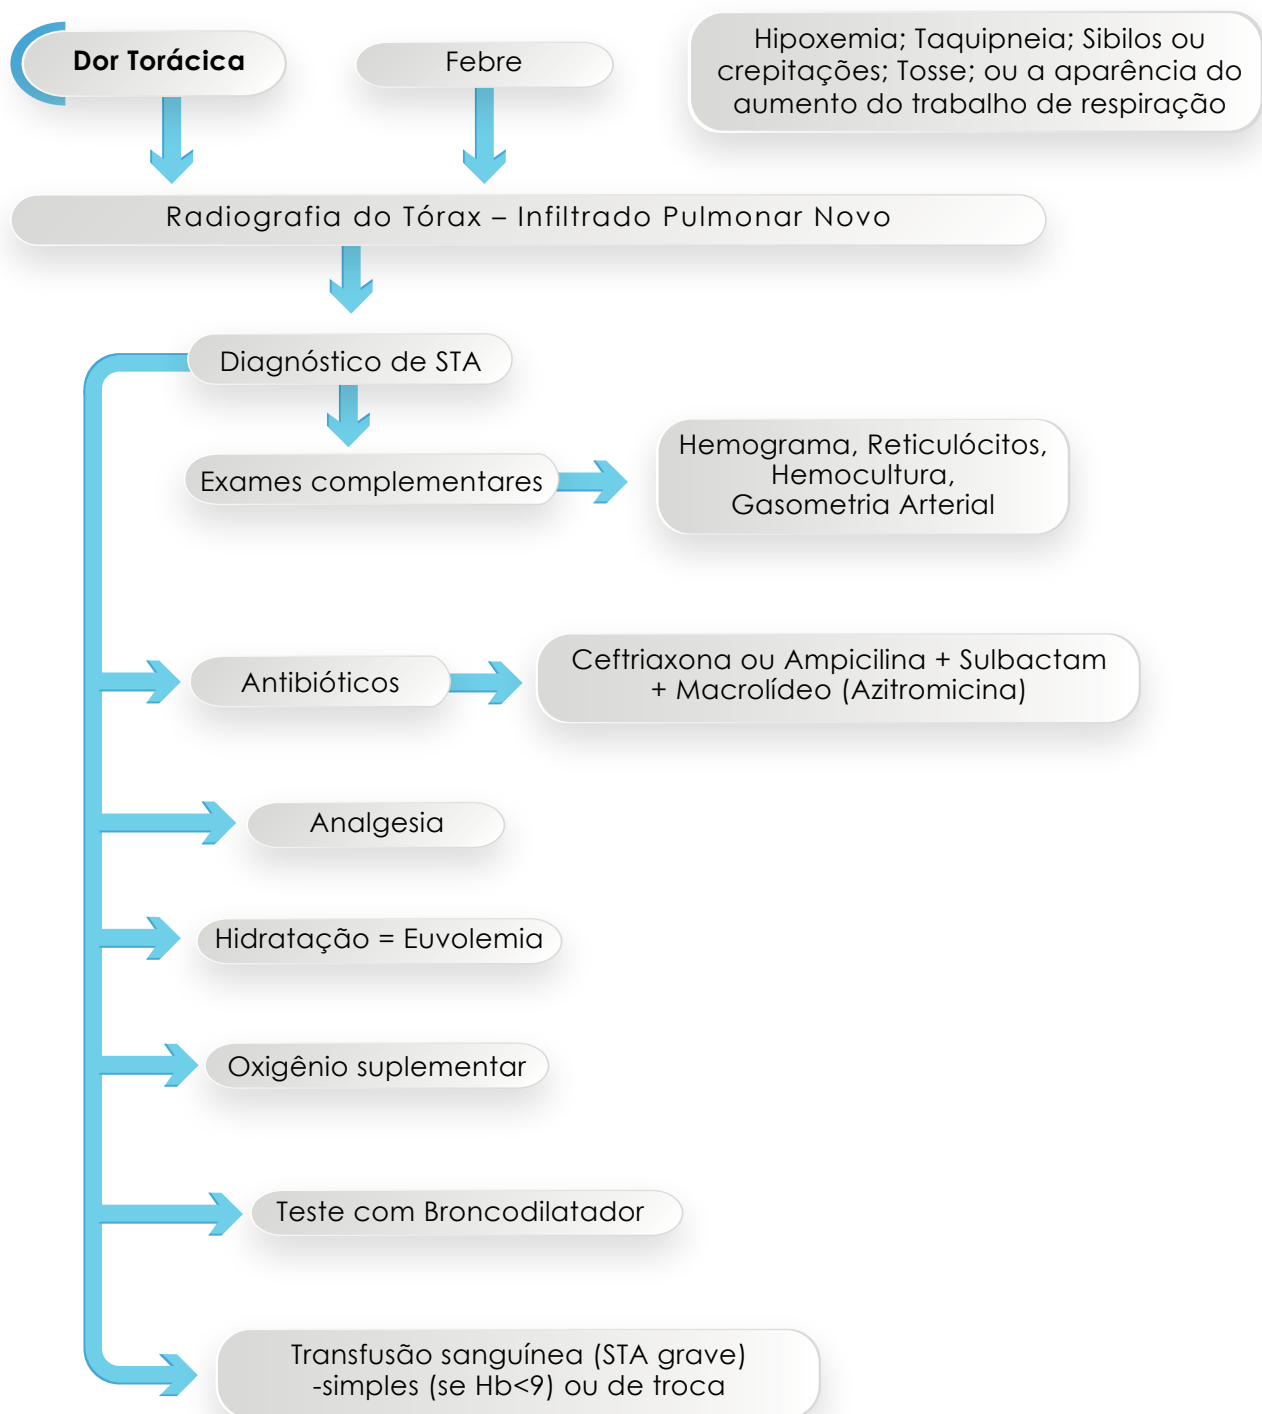 Dor Torácica
Febre
Hipoxemia; Taquipneia; Sibilos ou
crepitações; Tosse; ou a aparência do
aumento do trabalho de respiração
Radiografia do Tórax – Infiltrado Pulmonar Novo
Diagnóstico de STA
Exames complementares
Hemograma, Reticulócitos,
Hemocultura,
Gasometria Arterial
Antibióticos
Ceftriaxona ou Ampicilina + Sulbactam
+ Macrolídeo (Azitromicina)
Analgesia
Hidratação = Euvolemia
Oxigênio suplementar
Teste com Broncodilatador
Transfusão sanguínea (STA grave)
-simples (se Hb<9) ou de troca